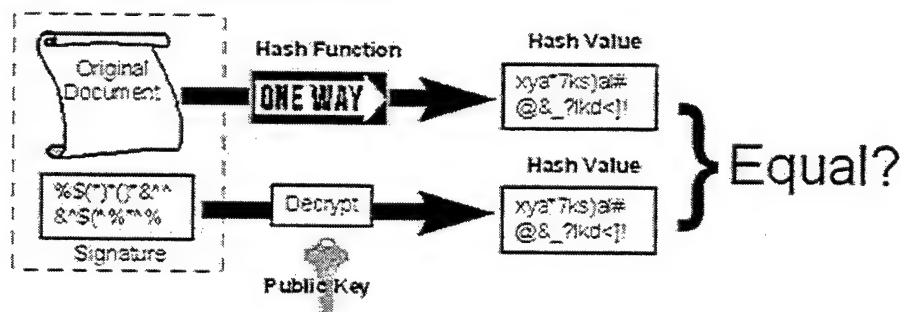 Original
Document
Hash Function
ONE WAY
Hash Value
xya*7ks)al#
@&_?lkd<]!
Signature
Decrypt
Public Key
Hash Value
xya*7ks)al#
@&_?lkd<]!
Equal?